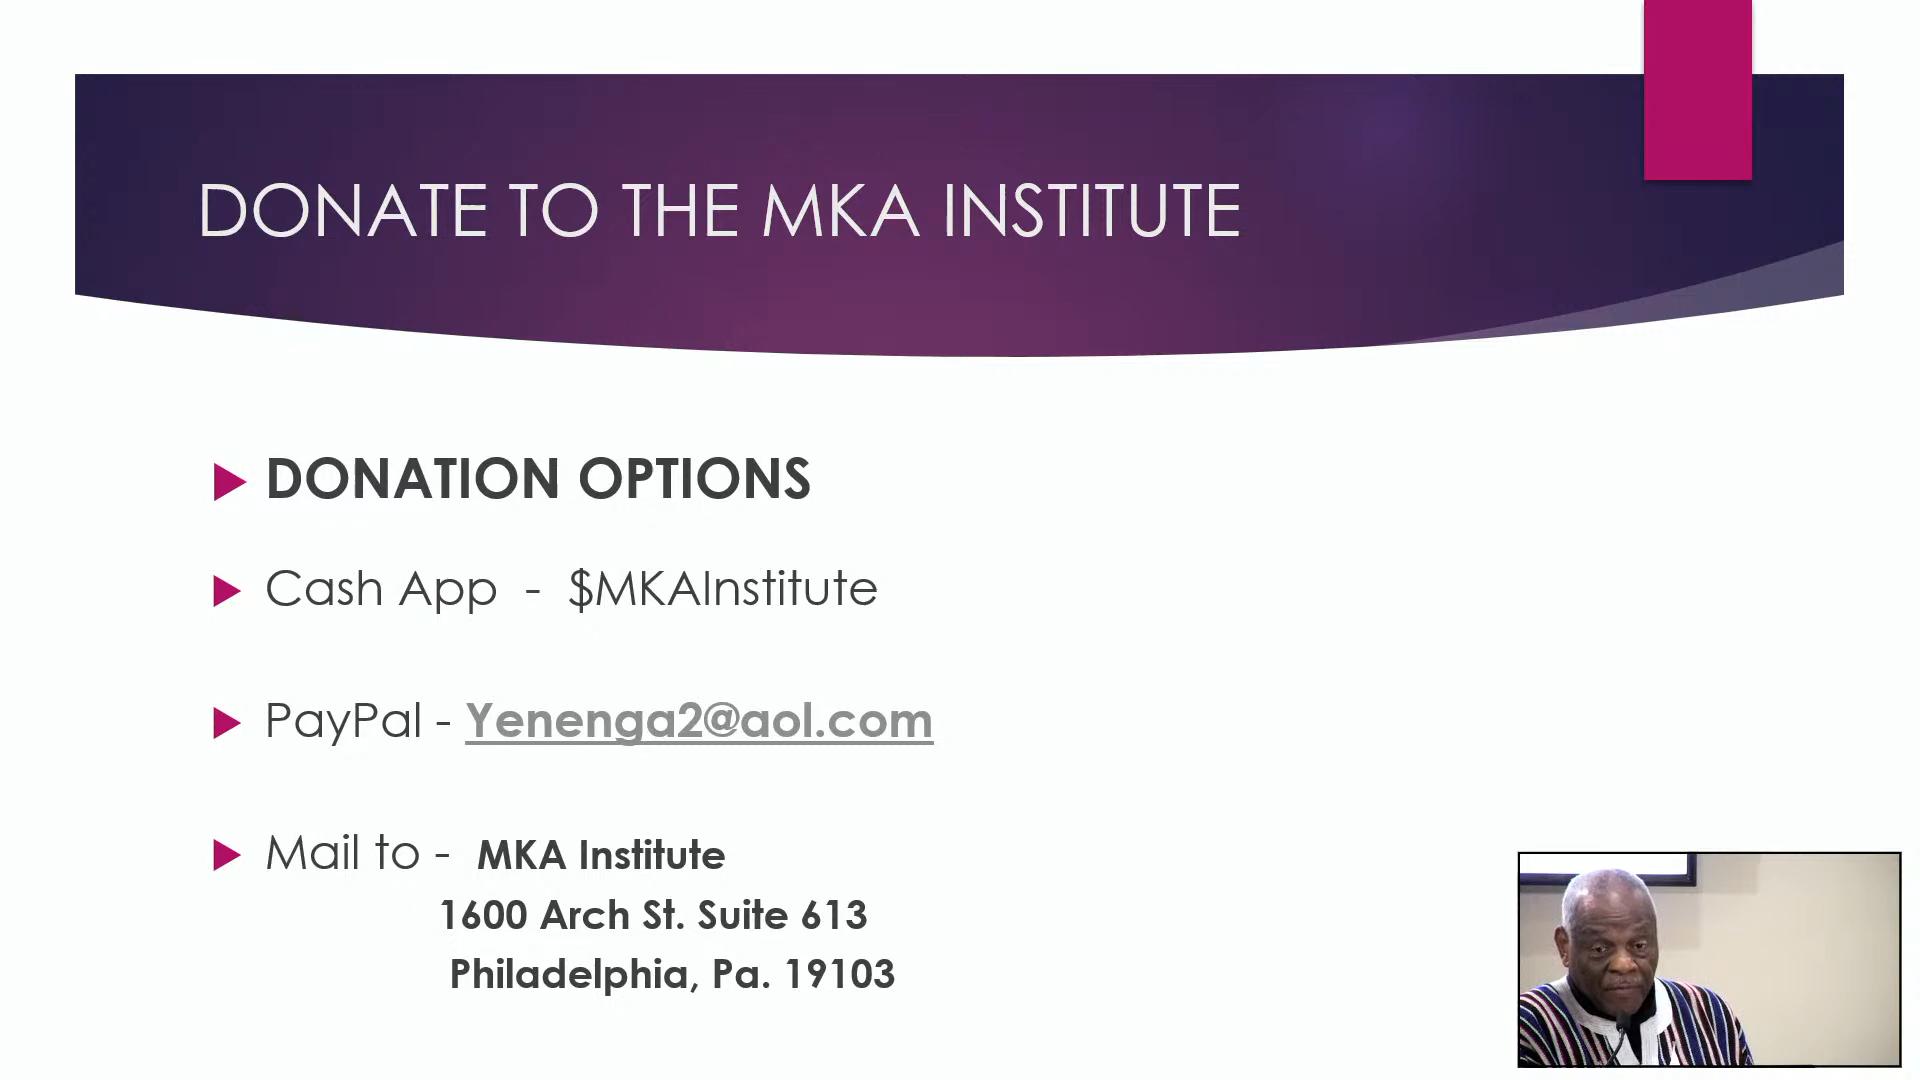 DONATE TO THE MKA INSTITUTE
DONATION OPTIONS
Cash App - $MKAInstitute
PayPal - Yenenga2@aol.com
Mail to - MKA Institute
1600 Arch St. Suite 613
Philadelphia, Pa. 19103